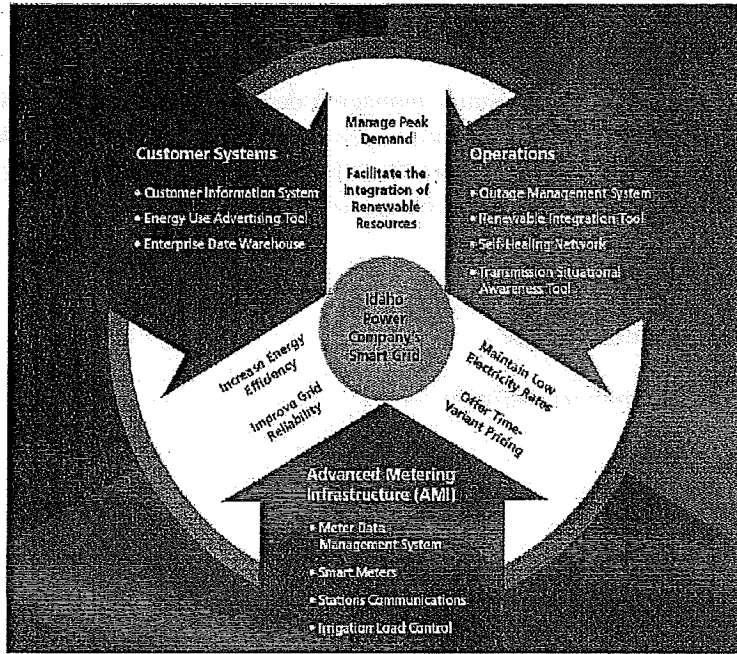 Manage Peak
Demand
Facilitate the
Integration of
Renewable
Resources
Customer Systems
• Customer Information System
• Energy Use Advertising Tool
• Enterprise Date Warehouse
Operations
• Outage Management System
• Renewable Integration Tool
• Self-Healing Network
• Transmission Situational
Awareness Tool
Idaho
Power
Company's
Smart Grid
Increase Energy
Efficiency
Improve Grid
Reliability
Maintain Low
Electricity Rates
Offer Time-
Variant Pricing
Advanced Metering
Infrastructure (AMI)
• Meter Data
Management System
• Smart Meters
• Stations Communications
• Irrigation Load Control